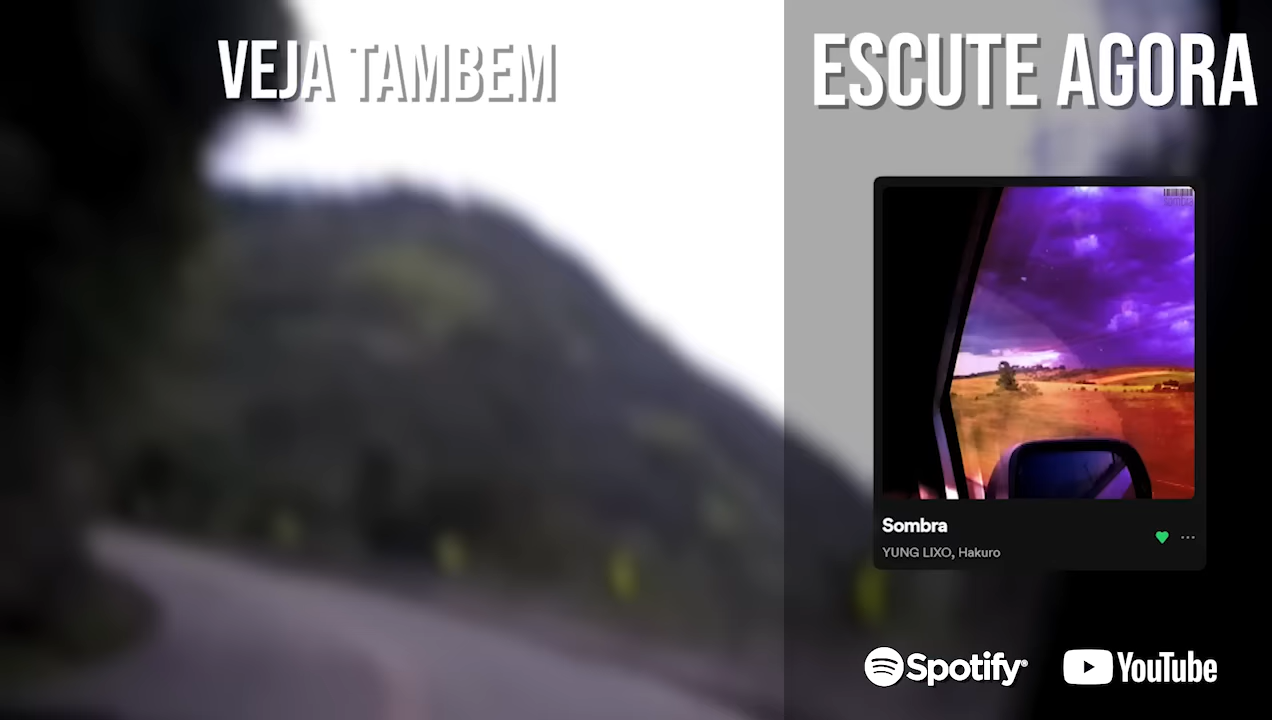 VEJA TAMBEM
ESCUTE AGORA
Sombra
YUNG LIXO, Hakuro
Spotify®
YouTube